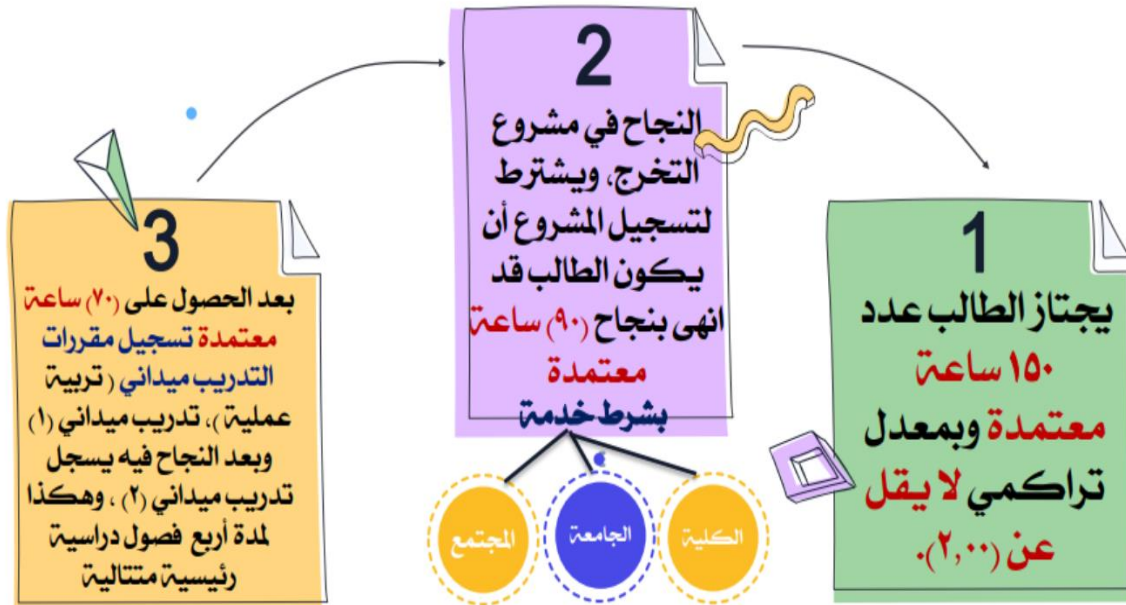 1
يجتاز الطالب عدد
١٥٠ ساعة
معتمدة وبمعدل
تراكمي لا يقل
عن (٢,٠٠).
2
النجاح في مشروع
التخرج، ويشترط
لتسجيل المشروع أن
يكون الطالب قد
انهى بنجاح (٩٠) ساعة
معتمدة
بشرط خدمة
الكلية
الجامعة
المجتمع
3
بعد الحصول على (٧٠) ساعة
معتمدة تسجيل مقررات
التدريب ميداني ( تربية
عملية )، تدريب ميداني (١)
وبعد النجاح فيه يسجل
تدريب ميداني (٢) ، وهكذا
لمدة أربع فصول دراسية
رئيسية متتالية